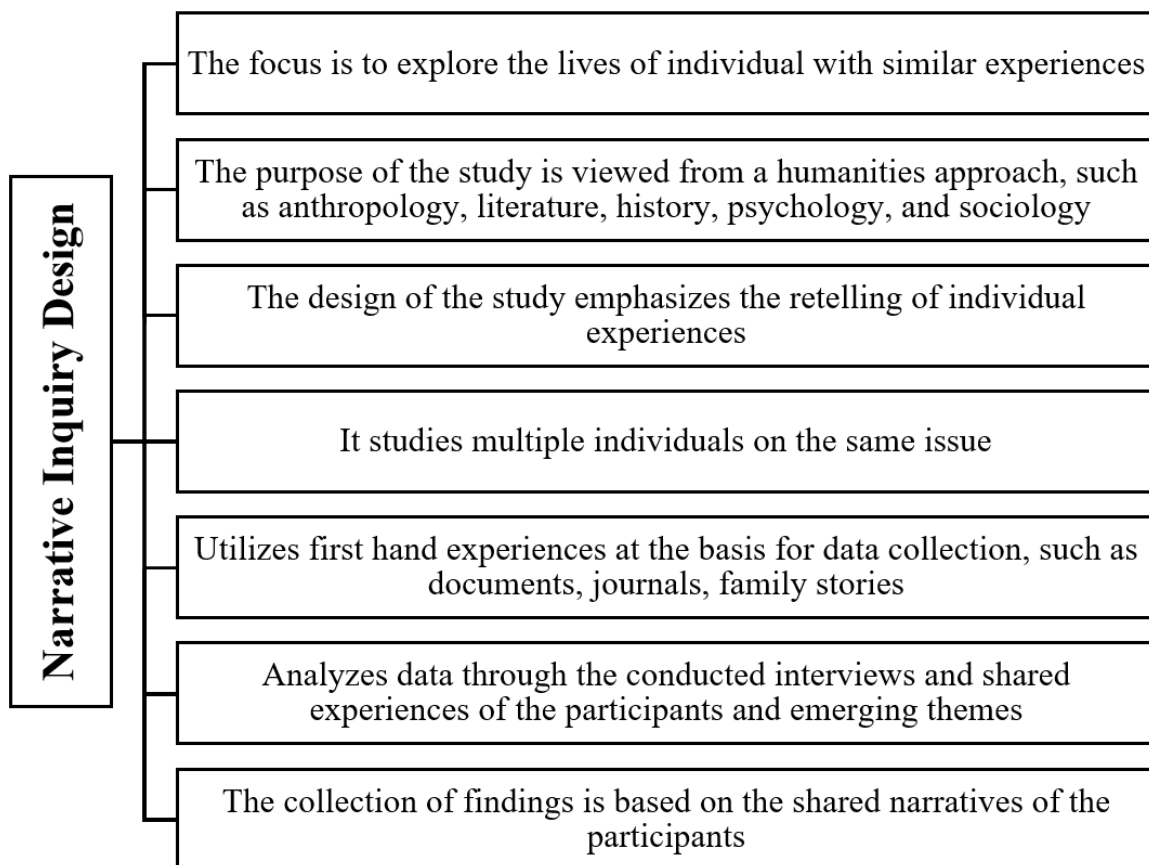 Narrative Inquiry Design
The focus is to explore the lives of individual with similar experiences
The purpose of the study is viewed from a humanities approach, such
as anthropology, literature, history, psychology, and sociology
The design of the study emphasizes the retelling of individual
experiences
It studies multiple individuals on the same issue
Utilizes first hand experiences at the basis for data collection, such as
documents, journals, family stories
Analyzes data through the conducted interviews and shared
experiences of the participants and emerging themes
The collection of findings is based on the shared narratives of the
participants